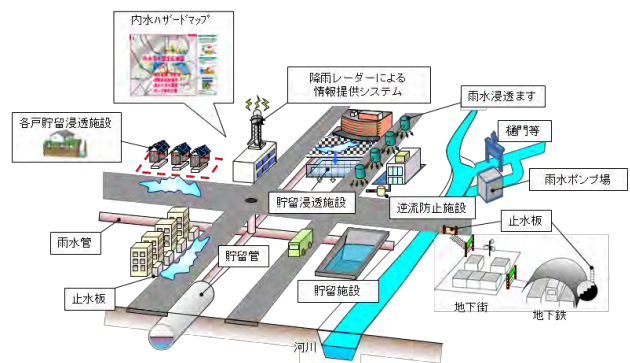 内水ハザードマップ
降雨レーダーによる
情報提供システム
雨水浸透ます
各戸貯留浸透施設
樋門等
雨水ポンプ場
貯留浸透施設
逆流防止施設
止水板
雨水管
貯留管
止水板
貯留施設
地下街
地下鉄
河川